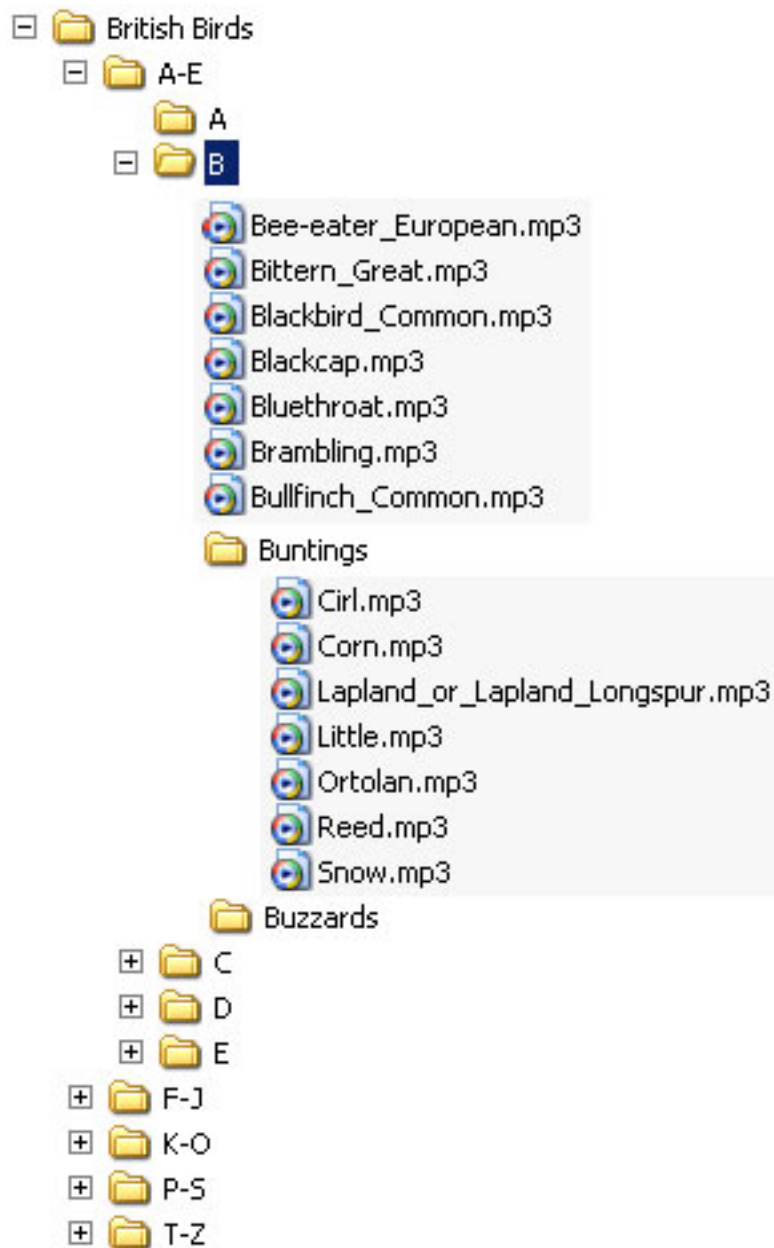 British Birds
A-E
A
B
Bee-eater_European.mp3
Bittern_Great.mp3
Blackbird_Common.mp3
Blackcap.mp3
Bluethroat.mp3
Brambling.mp3
Bullfinch_Common.mp3
Buntings
Cirl.mp3
Corn.mp3
Lapland_or_Lapland_Longspur.mp3
Little.mp3
Ortolan.mp3
Reed.mp3
Snow.mp3
Buzzards
C
D
E
F-J
K-O
P-S
T-Z